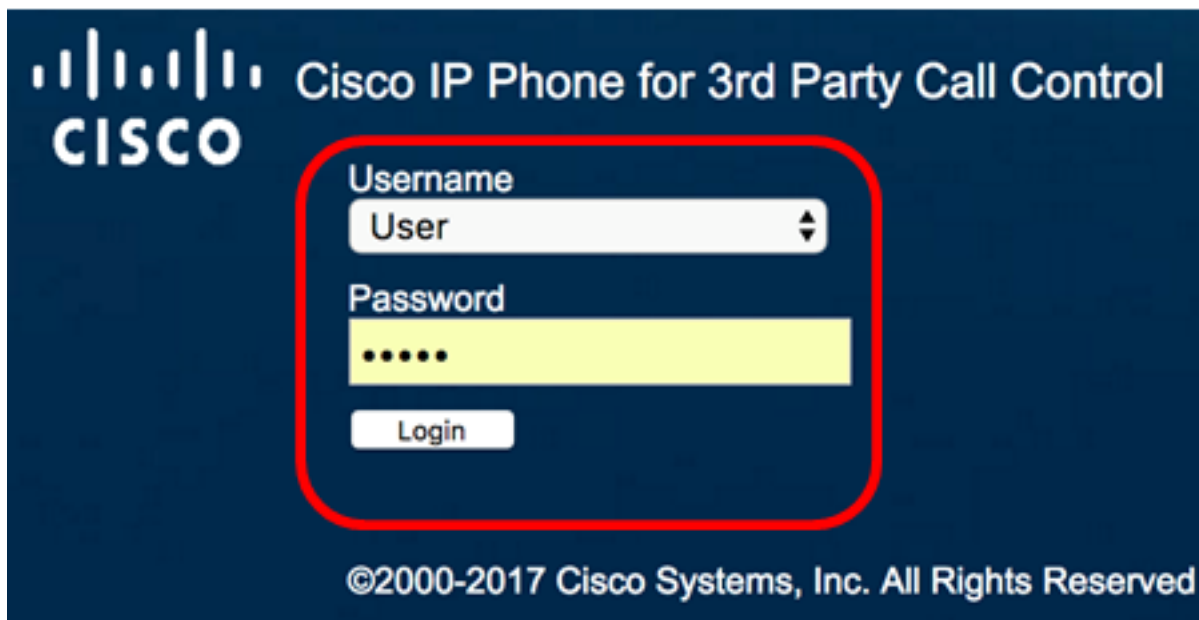 CISCO
Cisco IP Phone for 3rd Party Call Control
Username
User
Password
•••••
Login
©2000-2017 Cisco Systems, Inc. All Rights Reserved